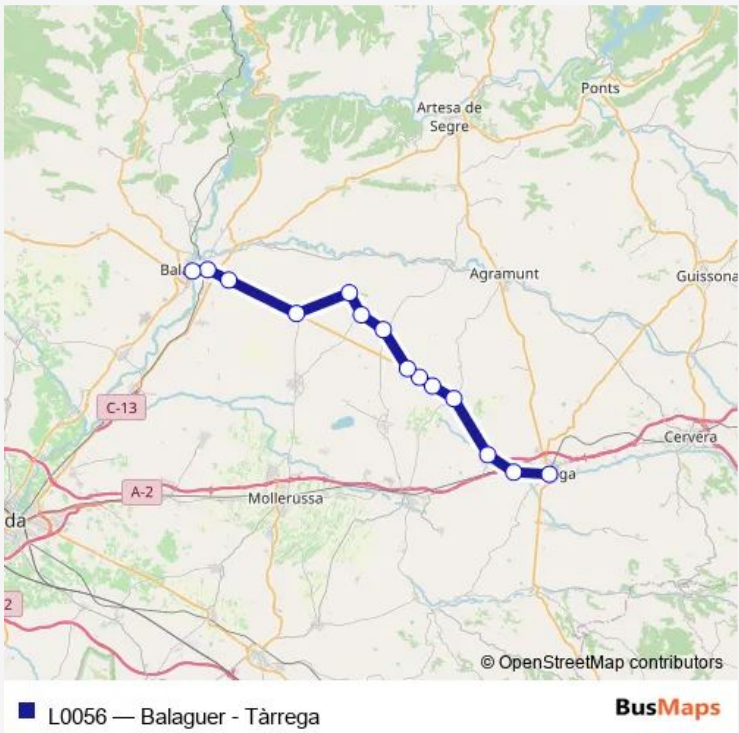 Ponts
Artesa de
Segre
Bala
Agramunt
Guissona
C-13
Cervera
A-2
Mollerussa
ga
da
2
© OpenStreetMap contributors
L0056 — Balaguer - Tàrrega
BusMaps